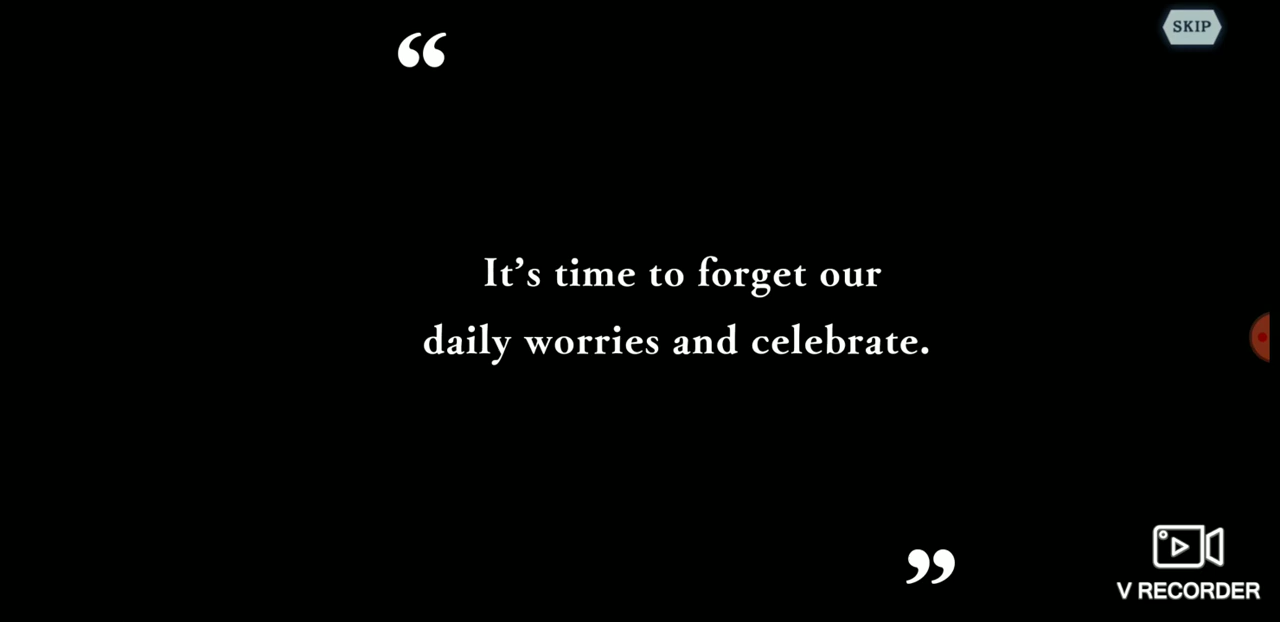 SKIP
“
It’s time to forget our
daily worries and celebrate.
”
V RECORDER